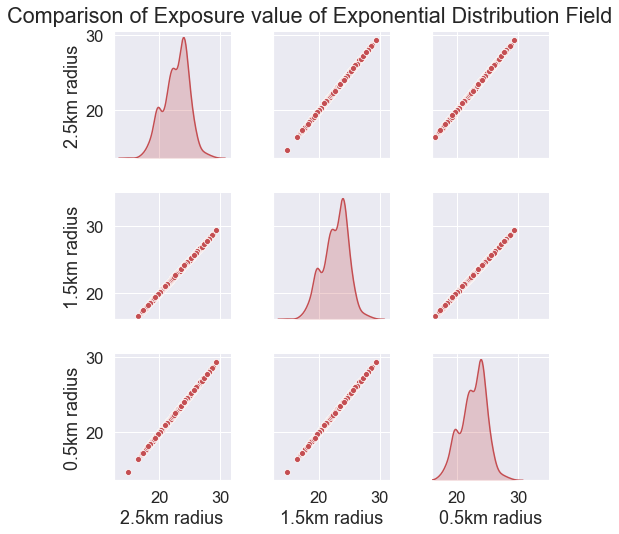 Comparison of Exposure value of Exponential Distribution Field
30
20
2.5km radius
30
20
1.5km radius
30
20
0.5km radius
20 30 20 30 20 30
2.5km radius 1.5km radius 0.5km radius